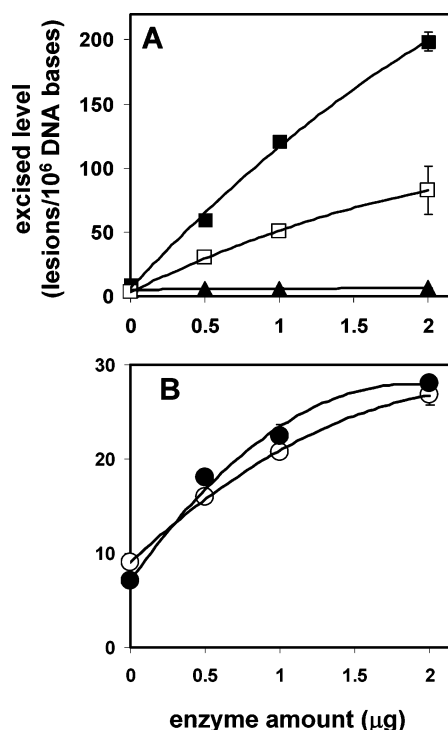 A
excised level
(lesions/10⁶ DNA bases)
200
150
100
50
0
0 0.5 1 1.5 2
B
30
20
10
0
0 0.5 1 1.5 2
enzyme amount (μg)